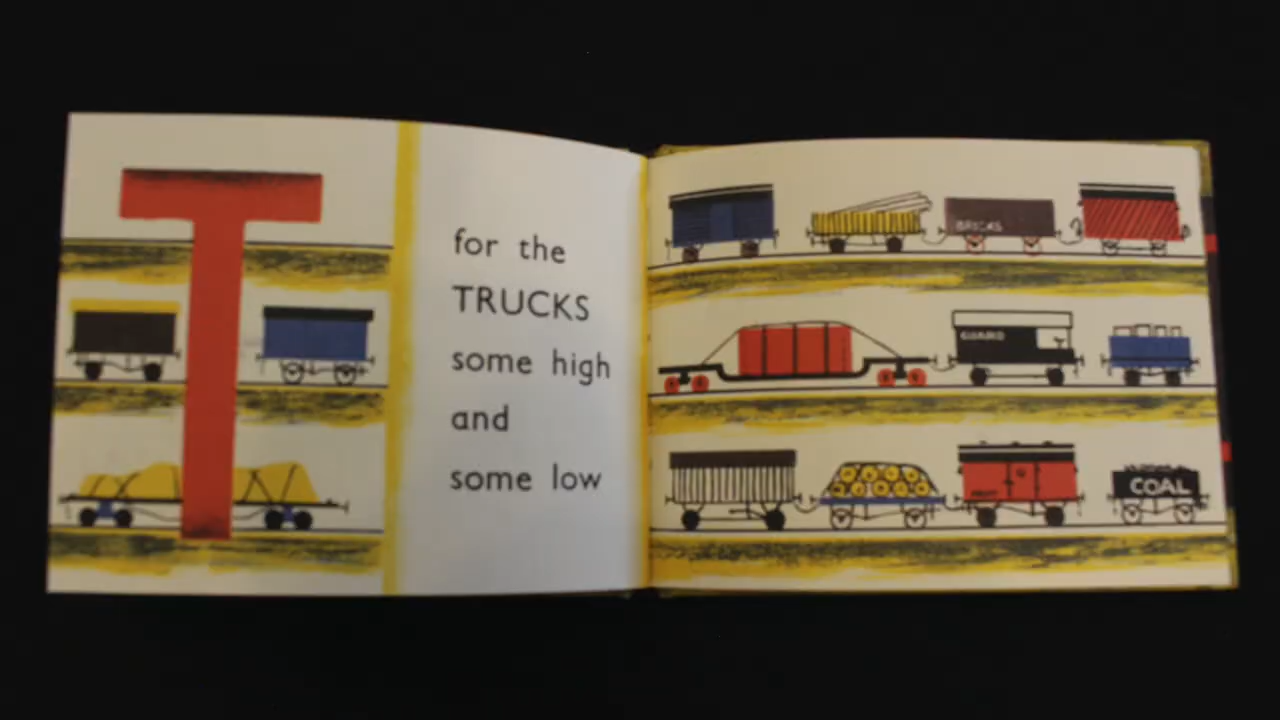 T
for the
TRUCKS
some high
and
some low
BRICKS
GUARD
COAL